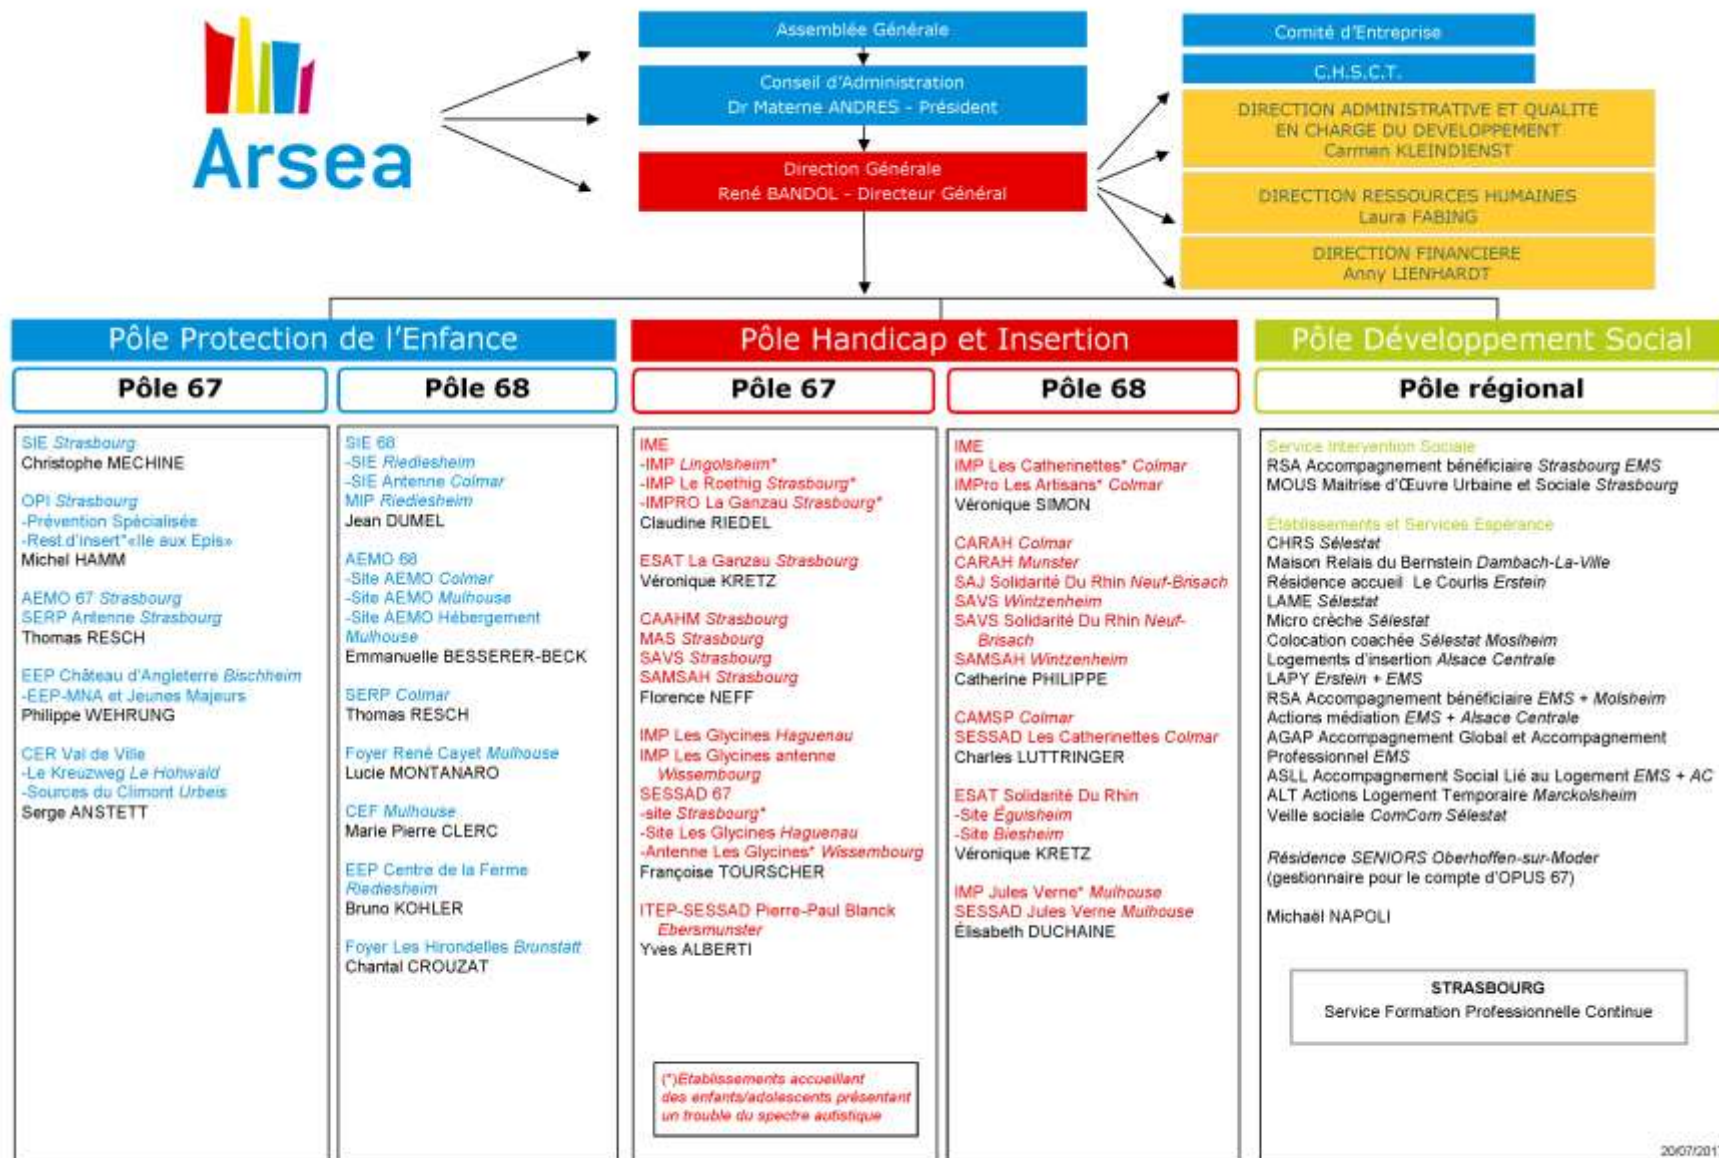 Arsea
Assemblée Générale
Conseil d'Administration
Dr Materne ANDRES - Président
Direction Générale
René BANDOL - Directeur Général
Comité d'Entreprise
C.H.S.C.T.
DIRECTION ADMINISTRATIVE ET QUALITE
EN CHARGE DU DEVELOPPEMENT
Carmen KLEINDIENST
DIRECTION RESSOURCES HUMAINES
Laura FABING
DIRECTION FINANCIERE
Anny LIENHARDT
Pôle Protection de l'Enfance
Pôle 67
SIE Strasbourg
Christophe MECHINE
OPI Strasbourg
-Prévention Spécialisée
-Rest.d'insert°«Ile aux Epis»
Michel HAMM
AEMO 67 Strasbourg
SERP Antenne Strasbourg
Thomas RESCH
EEP Château d'Angleterre Bischheim
-EEP-MNA et Jeunes Majeurs
Philippe WEHRUNG
CER Val de Ville
-Le Kreuzweg Le Hohwald
-Sources du Climont Urbeis
Serge ANSTETT
Pôle 68
SIE 68
-SIE Riediesheim
-SIE Antenne Colmar
MIP Riediesheim
Jean DUMEL
AEMO 68
-Site AEMO Colmar
-Site AEMO Mulhouse
-Site AEMO Hébergement
Mulhouse
Emmanuelle BESSERER-BECK
SERP Colmar
Thomas RESCH
Foyer René Cayet Mulhouse
Lucie MONTANARO
CEF Mulhouse
Marie Pierre CLERC
EEP Centre de la Ferme
Riediesheim
Bruno KOHLER
Foyer Les Hirondelles Brunstatt
Chantal CROUZAT
Pôle Handicap et Insertion
Pôle 67
IME
-IMP Lingolsheim*
-IMP Le Roethig Strasbourg*
-IMPRO La Ganzau Strasbourg*
Claudine RIEDEL
ESAT La Ganzau Strasbourg
Véronique KRETZ
CAAHM Strasbourg
MAS Strasbourg
SAVS Strasbourg
SAMSAH Strasbourg
Florence NEFF
IMP Les Glycines Haguenau
IMP Les Glycines antenne
Wissembourg
SESSAD 67
-site Strasbourg*
-Site Les Glycines Haguenau
-Antenne Les Glycines* Wissembourg
Françoise TOURSCHER
ITEP-SESSAD Pierre-Paul Blanck
Ebersmunster
Yves ALBERTI
(*)Etablissements accueillant
des enfants/adolescents présentant
un trouble du spectre autistique
Pôle 68
IME
IMP Les Catherinettes* Colmar
IMPro Les Artisans* Colmar
Véronique SIMON
CARAH Colmar
CARAH Munster
SAJ Solidarité Du Rhin Neuf-Brisach
SAVS Wintzenheim
SAVS Solidarité Du Rhin Neuf-
Brisach
SAMSAH Wintzenheim
Catherine PHILIPPE
CAMSP Colmar
SESSAD Les Catherinettes Colmar
Charles LUTTRINGER
ESAT Solidarité Du Rhin
-Site Éguisheim
-Site Biesheim
Véronique KRETZ
IMP Jules Verne* Mulhouse
SESSAD Jules Verne Mulhouse
Élisabeth DUCHAINE
Pôle Développement Social
Pôle régional
Service Intervention Sociale
RSA Accompagnement bénéficiaire Strasbourg EMS
MOUS Maitrise d'Œuvre Urbaine et Sociale Strasbourg
Etablissements et Services Espérance
CHRS Sélestat
Maison Relais du Bernstein Dambach-La-Ville
Résidence accueil Le Courlis Erstein
LAME Sélestat
Micro crèche Sélestat
Colocation coachée Sélestat Moslheim
Logements d'insertion Alsace Centrale
LAPY Erstein + EMS
RSA Accompagnement bénéficiaire EMS + Molsheim
Actions médiation EMS + Alsace Centrale
AGAP Accompagnement Global et Accompagnement
Professionnel EMS
ASLL Accompagnement Social Lié au Logement EMS + AC
ALT Actions Logement Temporaire Marckolsheim
Veille sociale ComCom Sélestat
Résidence SENIORS Oberhoffen-sur-Moder
(gestionnaire pour le compte d'OPUS 67)
Michaël NAPOLI
STRASBOURG
Service Formation Professionnelle Continue
20/07/2017